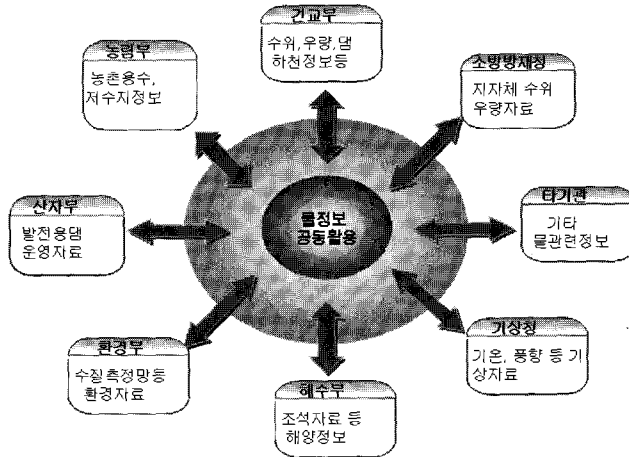 건교부
수위,우량,댐
하천정보등
농림부
농촌용수,
저수지정보
소방방재청
지자체 수위
우량자료
산자부
발전용댐
운영자료
물정보
공동활용
타기관
기타
물관련정보
환경부
수질측정망등
환경자료
해수부
조석자료 등
해양정보
기상청
기온, 풍향 등 기
상자료